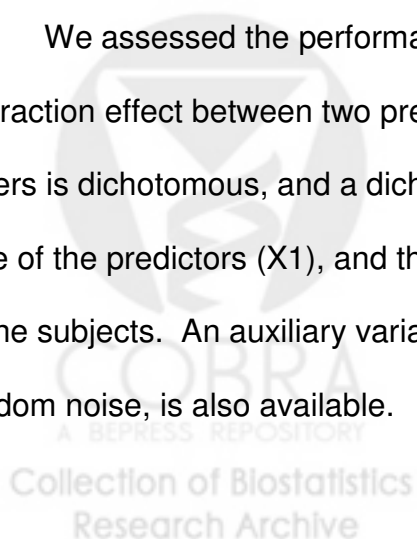 We assessed the performa
raction effect between two pre
ers is dichotomous, and a dich
e of the predictors (X1), and th
ne subjects. An auxiliary varia
dom noise, is also available.
COBRA
A BEPRESS REPOSITORY
Collection of Biostatistics
Research Archive